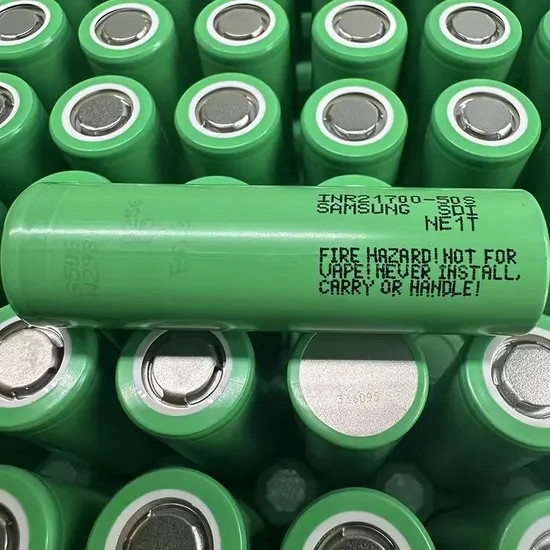 INR21700-50S
SAMSUNG SDI
NE1T
FIRE HAZARD!NOT FOR
VAPE!NEVER INSTALL,
CARRY OR HANDLE!
336095